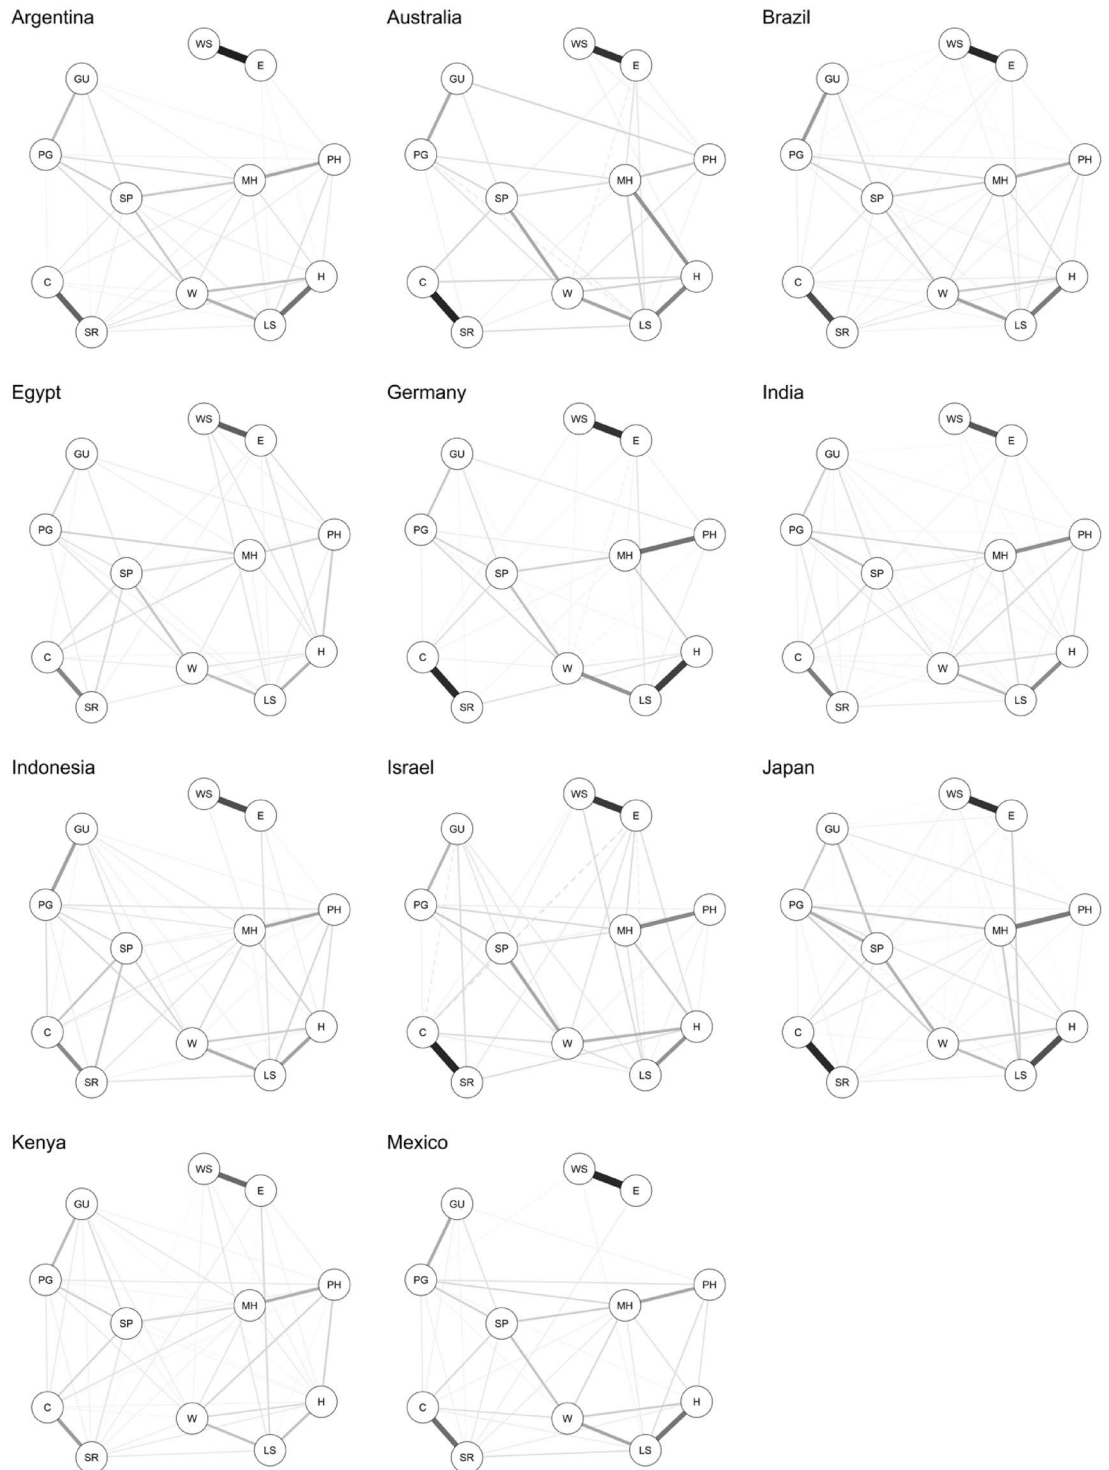 Argentina Australia Brazil
WS WS WS
E E E
GU GU GU
PG PH PG PH PG PH
MH MH MH
SP SP SP
C H C H C H
W W W
SR LS SR LS SR LS
Egypt Germany India
WS WS WS
E E E
GU GU GU
PG PH PG PH PG PH
MH MH MH
SP SP SP
C H C H C H
W W W
SR LS SR LS SR LS
Indonesia Israel Japan
WS WS WS
E E E
GU GU GU
PG PH PG PH PG PH
MH MH MH
SP SP SP
C H C H C H
W W W
SR LS SR LS SR LS
Kenya Mexico
WS WS
E E
GU GU
PG PH PG PH
MH MH
SP SP
C H C H
W W
SR LS SR LS